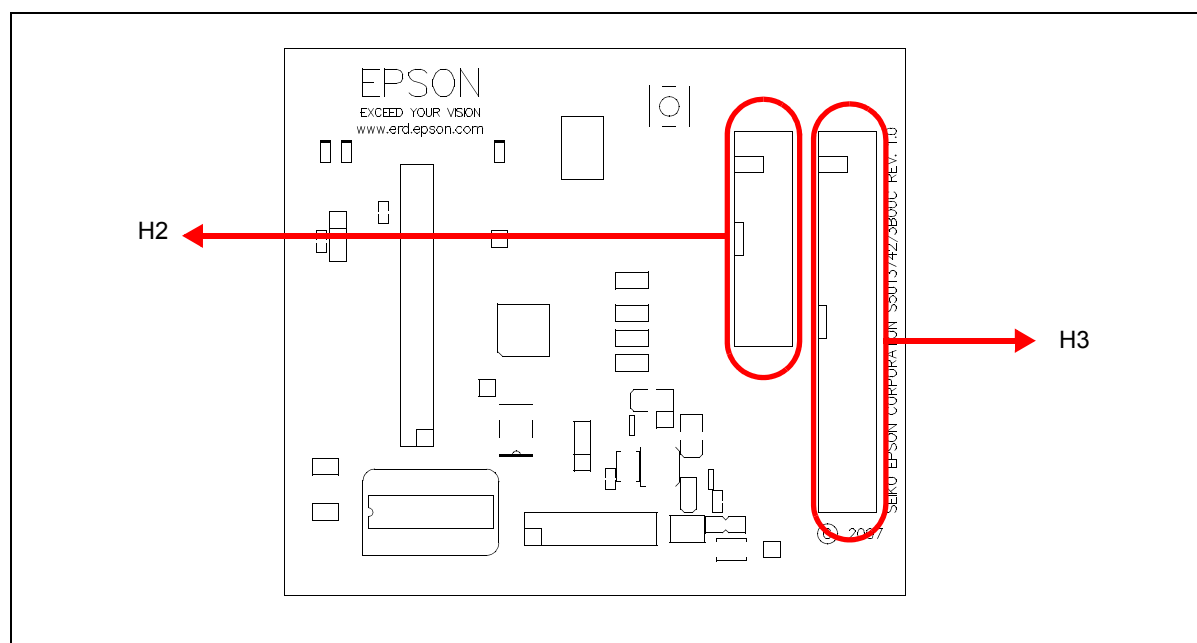 EPSON
EXCEED YOUR VISION
www.erd.epson.com
H2
H3
SEIKO EPSON CORPORATION S5U13742/3B00C REV. 1.0
© 2007